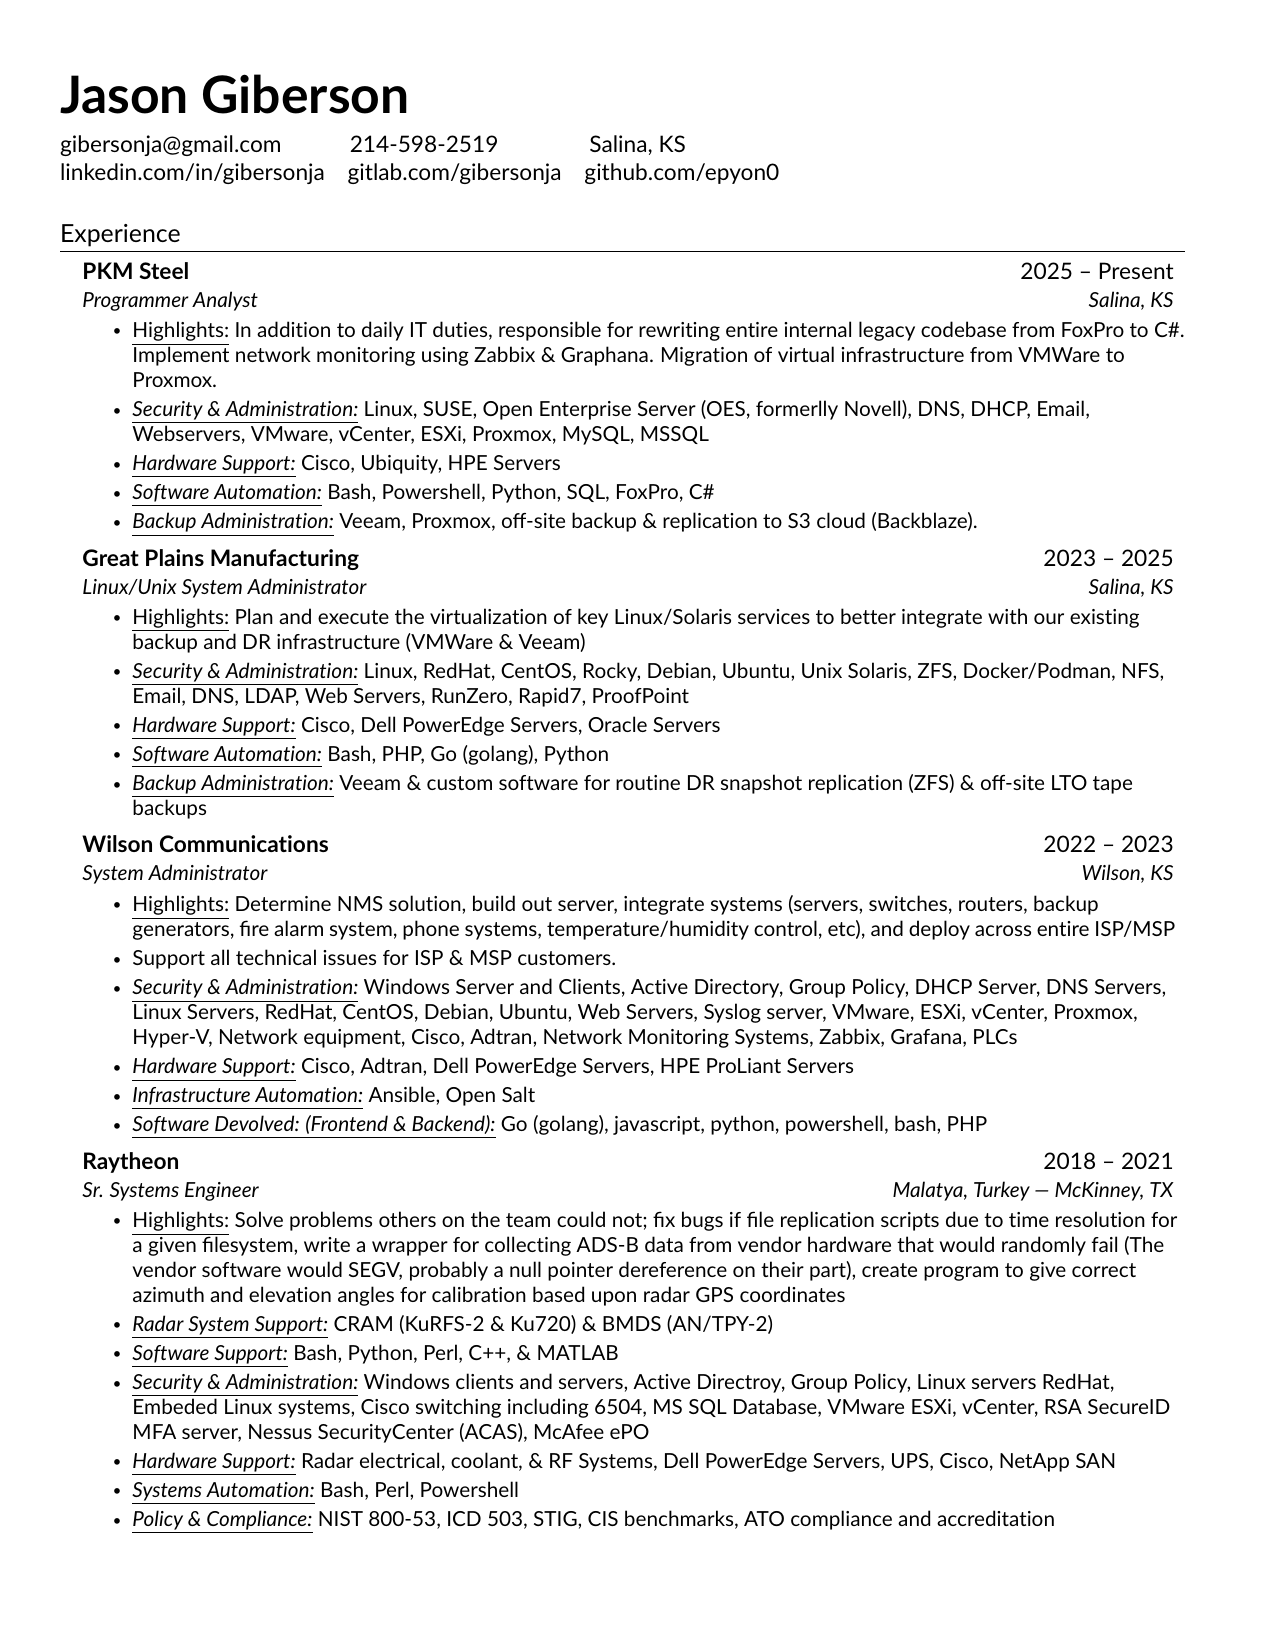 Jason Giberson
gibersonja@gmail.com 214-598-2519 Salina, KS
linkedin.com/in/gibersonja gitlab.com/gibersonja github.com/epyon0
Experience
PKM Steel 2025 – Present
Programmer Analyst Salina, KS
• Highlights: In addition to daily IT duties, responsible for rewriting entire internal legacy codebase from FoxPro to C#.
Implement network monitoring using Zabbix & Graphana. Migration of virtual infrastructure from VMWare to
Proxmox.
• Security & Administration: Linux, SUSE, Open Enterprise Server (OES, formerlly Novell), DNS, DHCP, Email,
Webservers, VMware, vCenter, ESXi, Proxmox, MySQL, MSSQL
• Hardware Support: Cisco, Ubiquity, HPE Servers
• Software Automation: Bash, Powershell, Python, SQL, FoxPro, C#
• Backup Administration: Veeam, Proxmox, off-site backup & replication to S3 cloud (Backblaze).
Great Plains Manufacturing 2023 – 2025
Linux/Unix System Administrator Salina, KS
• Highlights: Plan and execute the virtualization of key Linux/Solaris services to better integrate with our existing
backup and DR infrastructure (VMWare & Veeam)
• Security & Administration: Linux, RedHat, CentOS, Rocky, Debian, Ubuntu, Unix Solaris, ZFS, Docker/Podman, NFS,
Email, DNS, LDAP, Web Servers, RunZero, Rapid7, ProofPoint
• Hardware Support: Cisco, Dell PowerEdge Servers, Oracle Servers
• Software Automation: Bash, PHP, Go (golang), Python
• Backup Administration: Veeam & custom software for routine DR snapshot replication (ZFS) & off-site LTO tape
backups
Wilson Communications 2022 – 2023
System Administrator Wilson, KS
• Highlights: Determine NMS solution, build out server, integrate systems (servers, switches, routers, backup
generators, fire alarm system, phone systems, temperature/humidity control, etc), and deploy across entire ISP/MSP
• Support all technical issues for ISP & MSP customers.
• Security & Administration: Windows Server and Clients, Active Directory, Group Policy, DHCP Server, DNS Servers,
Linux Servers, RedHat, CentOS, Debian, Ubuntu, Web Servers, Syslog server, VMware, ESXi, vCenter, Proxmox,
Hyper-V, Network equipment, Cisco, Adtran, Network Monitoring Systems, Zabbix, Grafana, PLCs
• Hardware Support: Cisco, Adtran, Dell PowerEdge Servers, HPE ProLiant Servers
• Infrastructure Automation: Ansible, Open Salt
• Software Devolved: (Frontend & Backend): Go (golang), javascript, python, powershell, bash, PHP
Raytheon 2018 – 2021
Sr. Systems Engineer Malatya, Turkey — McKinney, TX
• Highlights: Solve problems others on the team could not; fix bugs if file replication scripts due to time resolution for
a given filesystem, write a wrapper for collecting ADS-B data from vendor hardware that would randomly fail (The
vendor software would SEGV, probably a null pointer dereference on their part), create program to give correct
azimuth and elevation angles for calibration based upon radar GPS coordinates
• Radar System Support: CRAM (KuRFS-2 & Ku720) & BMDS (AN/TPY-2)
• Software Support: Bash, Python, Perl, C++, & MATLAB
• Security & Administration: Windows clients and servers, Active Directroy, Group Policy, Linux servers RedHat,
Embeded Linux systems, Cisco switching including 6504, MS SQL Database, VMware ESXi, vCenter, RSA SecureID
MFA server, Nessus SecurityCenter (ACAS), McAfee ePO
• Hardware Support: Radar electrical, coolant, & RF Systems, Dell PowerEdge Servers, UPS, Cisco, NetApp SAN
• Systems Automation: Bash, Perl, Powershell
• Policy & Compliance: NIST 800-53, ICD 503, STIG, CIS benchmarks, ATO compliance and accreditation